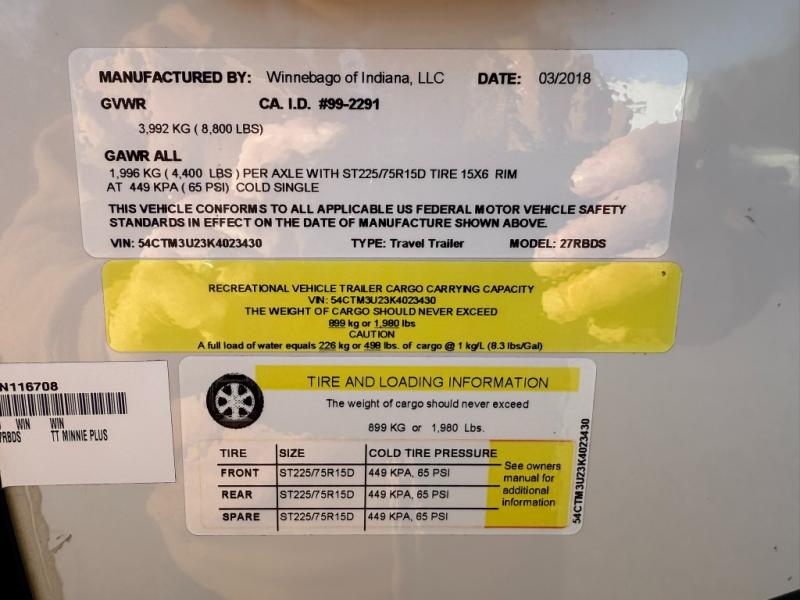 MANUFACTURED BY: Winnebago of Indiana, LLC DATE: 03/2018
GVWR CA. I.D. #99-2291
3,992 KG ( 8,800 LBS)
GAWR ALL
1,996 KG ( 4,400 LBS ) PER AXLE WITH ST225/75R15D TIRE 15X6 RIM
AT 449 KPA ( 65 PSI) COLD SINGLE
THIS VEHICLE CONFORMS TO ALL APPLICABLE US FEDERAL MOTOR VEHICLE SAFETY
STANDARDS IN EFFECT ON THE DATE OF MANUFACTURE SHOWN ABOVE.
VIN: 54CTM3U23K4023430 TYPE: Travel Trailer MODEL: 27RBDS
RECREATIONAL VEHICLE TRAILER CARGO CARRYING CAPACITY
VIN: 54CTM3U23K4023430
THE WEIGHT OF CARGO SHOULD NEVER EXCEED
899 kg or 1,980 lbs
CAUTION
A full load of water equals 226 kg or 498 lbs. of cargo @ 1 kg/L (8.3 lbs/Gal)
N116708
WIN WIN
7RBDS TT MINNIE PLUS
TIRE AND LOADING INFORMATION
The weight of cargo should never exceed
899 KG or 1,980 Lbs.
TIRE SIZE COLD TIRE PRESSURE
FRONT ST225/75R15D 449 KPA, 65 PSI
REAR ST225/75R15D 449 KPA, 65 PSI
SPARE ST225/75R15D 449 KPA, 65 PSI
See owners
manual for
additional
information
54CTM3U23K4023430